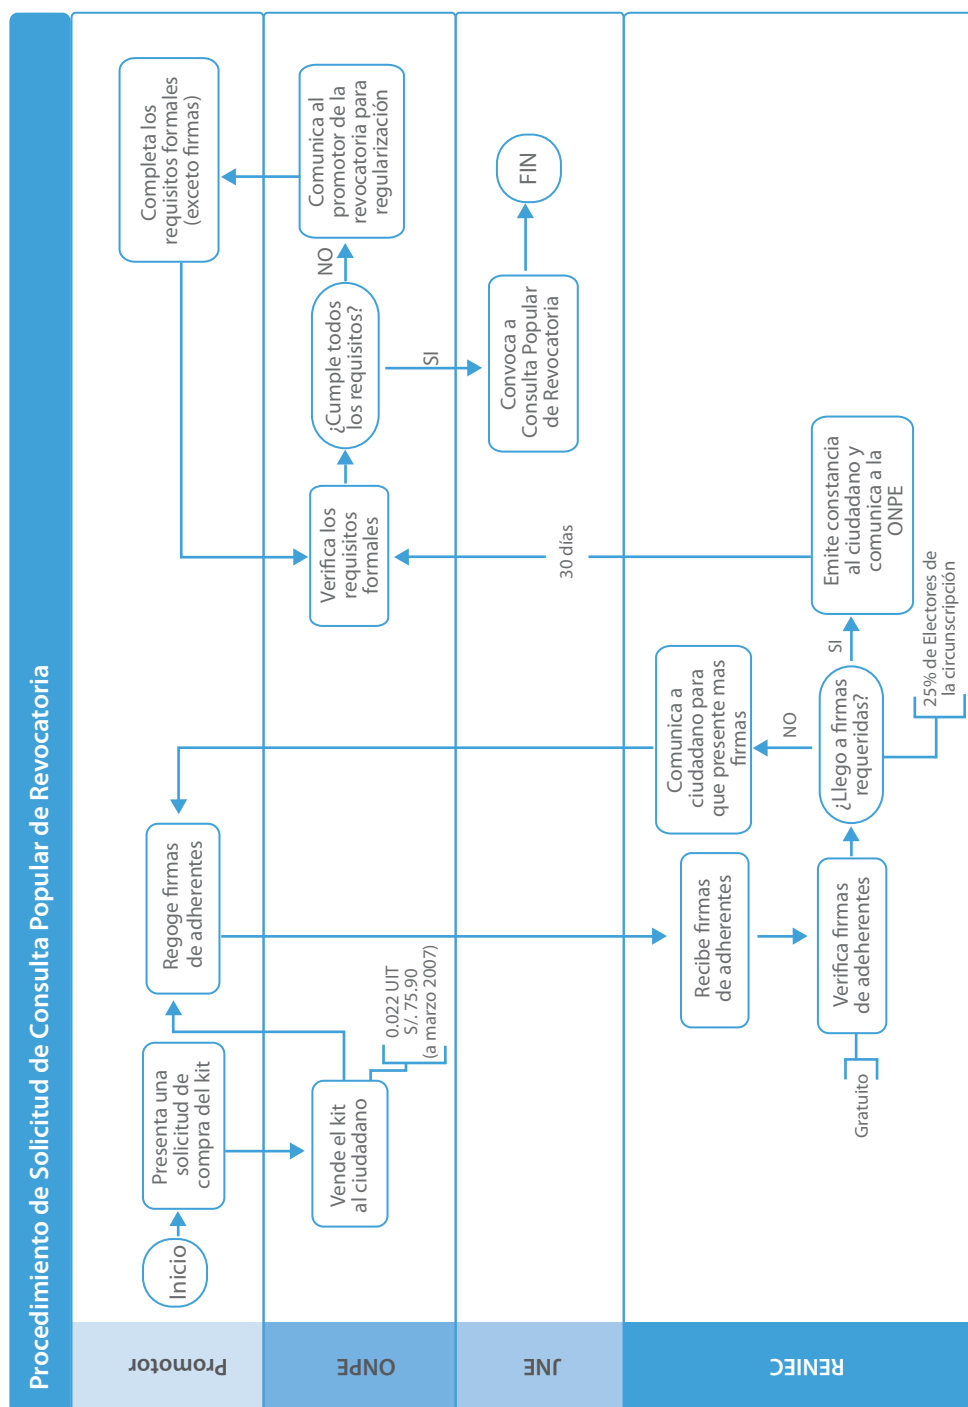 Procedimiento de Solicitud de Consulta Popular de Revocatoria
Promotor
Inicio
Presenta una
solicitud de
compra del kit
Regoge firmas
de adherentes
Completa los
requisitos formales
(exceto firmas)
ONPE
Vende el kit
al ciudadano
0.022 UIT
S/. 75.90
(a marzo 2007)
Verifica los
requisitos
formales
¿Cumple todos
los requisitos?
NO
SI
Comunica al
promotor de la
revocatoria para
regularización
JNE
30 días
Convoca a
Consulta Popular
de Revocatoria
FIN
RENIEC
Recibe firmas
de adherentes
Comunica a
ciudadano para
que presente mas
firmas
NO
Gratuito
Verifica firmas
de adeherentes
¿Llego a firmas
requeridas?
SI
Emite constancia
al ciudadano y
comunica a la
ONPE
25% de Electores de
la circunscripción